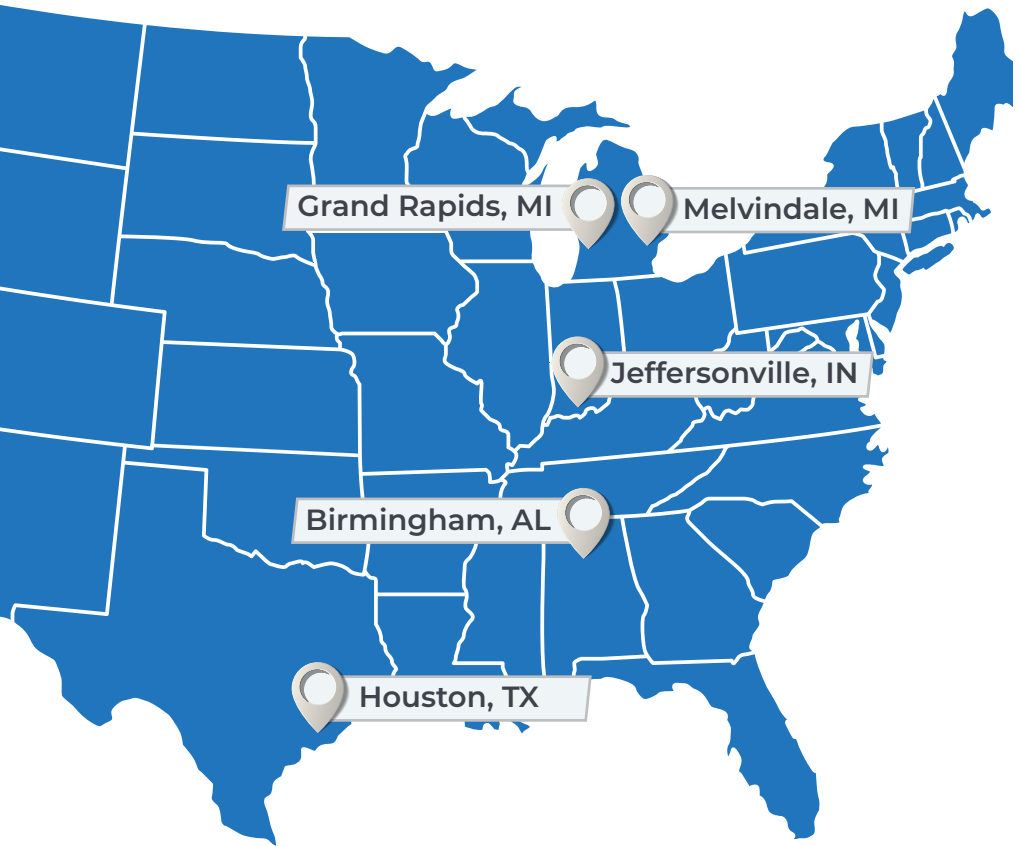 Grand Rapids, MI
Melvindale, MI
Jeffersonville, IN
Birmingham, AL
Houston, TX